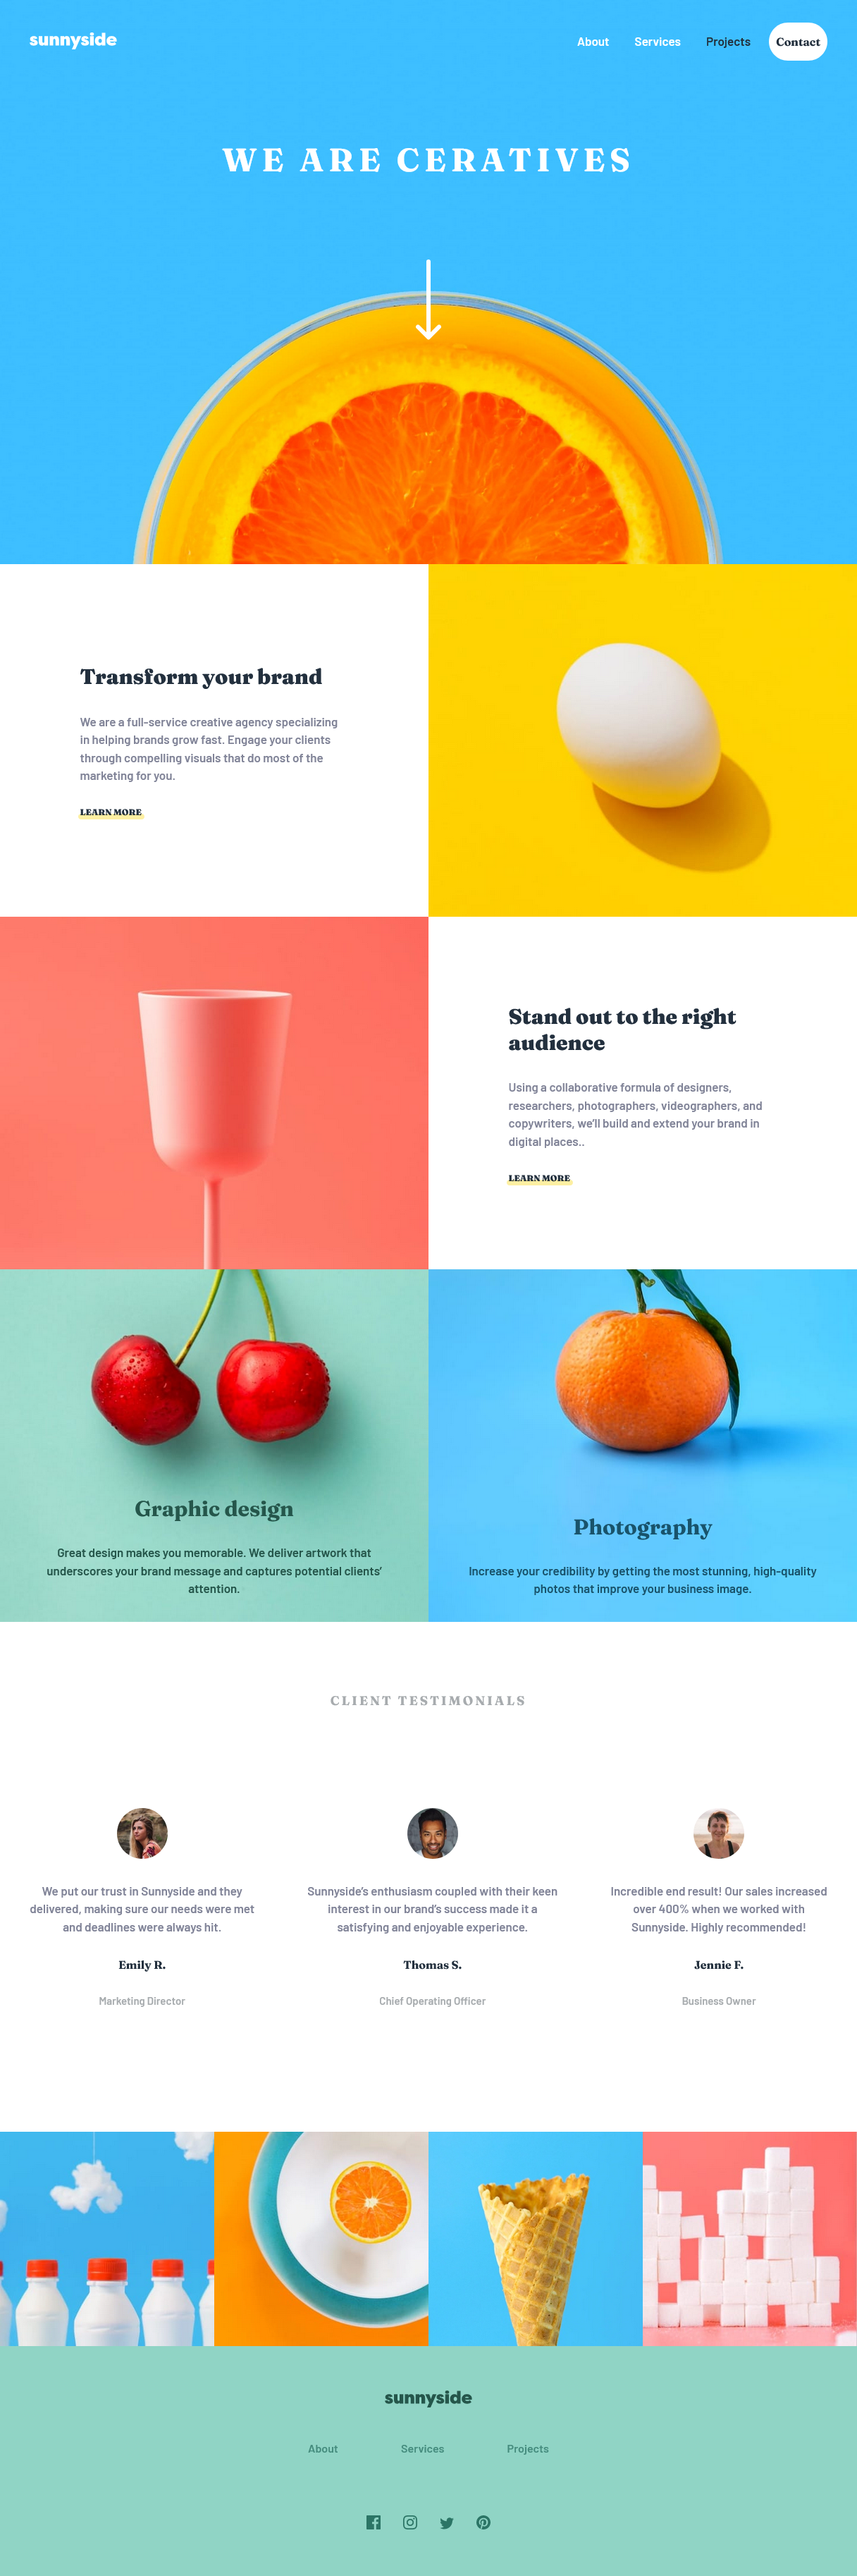 sunnyside
About Services Projects Contact
WE ARE CERATIVES
Transform your brand
We are a full-service creative agency specializing
in helping brands grow fast. Engage your clients
through compelling visuals that do most of the
marketing for you.
LEARN MORE
Stand out to the right
audience
Using a collaborative formula of designers,
researchers, photographers, videographers, and
copywriters, we'll build and extend your brand in
digital places..
LEARN MORE
Graphic design
Great design makes you memorable. We deliver artwork that
underscores your brand message and captures potential clients'
attention.
Photography
Increase your credibility by getting the most stunning, high-quality
photos that improve your business image.
CLIENT TESTIMONIALS
We put our trust in Sunnyside and they
delivered, making sure our needs were met
and deadlines were always hit.
Emily R.
Marketing Director
Sunnyside's enthusiasm coupled with their keen
interest in our brand's success made it a
satisfying and enjoyable experience.
Thomas S.
Chief Operating Officer
Incredible end result! Our sales increased
over 400% when we worked with
Sunnyside. Highly recommended!
Jennie F.
Business Owner
sunnyside
About Services Projects